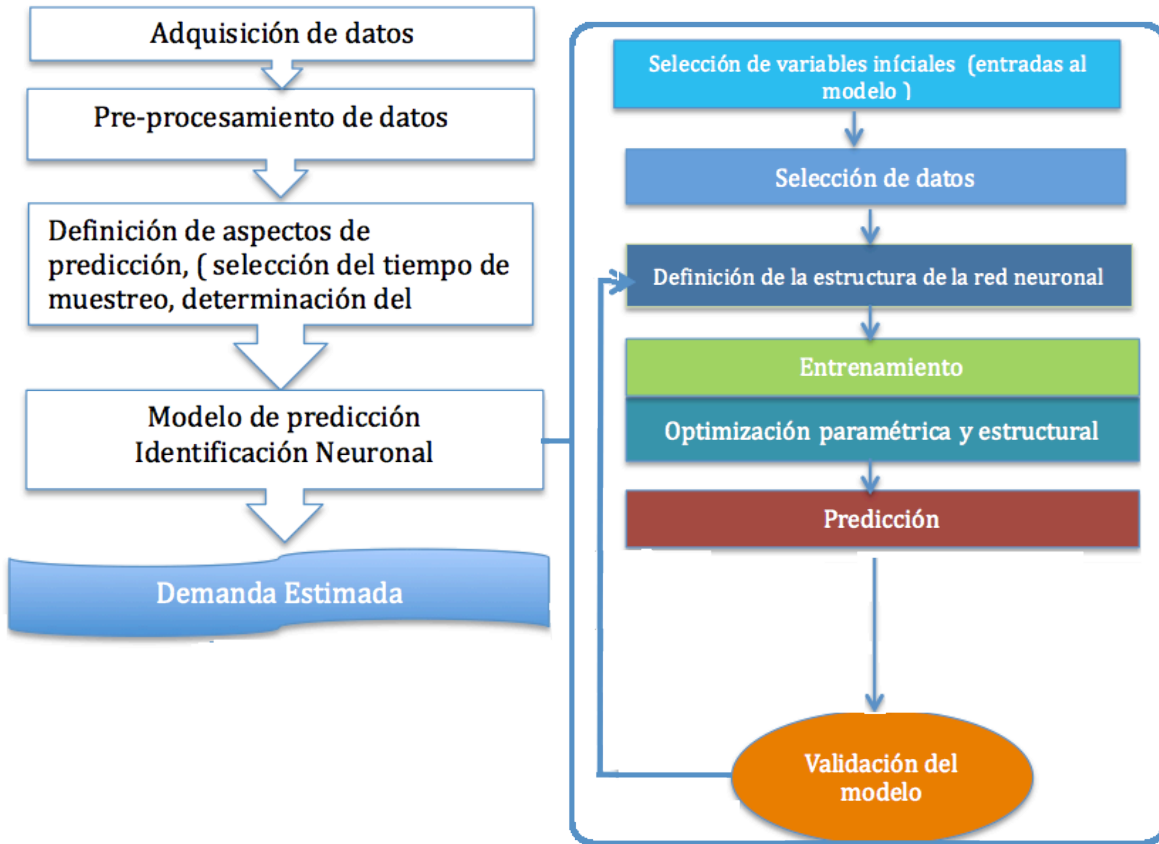 Adquisición de datos
Pre-procesamiento de datos
Definición de aspectos de
predicción, ( selección del tiempo de
muestreo, determinación del
Modelo de predicción
Identificación Neuronal
Demanda Estimada
Selección de variables iníciales (entradas al
modelo )
Selección de datos
Definición de la estructura de la red neuronal
Entrenamiento
Optimización paramétrica y estructural
Predicción
Validación del
modelo